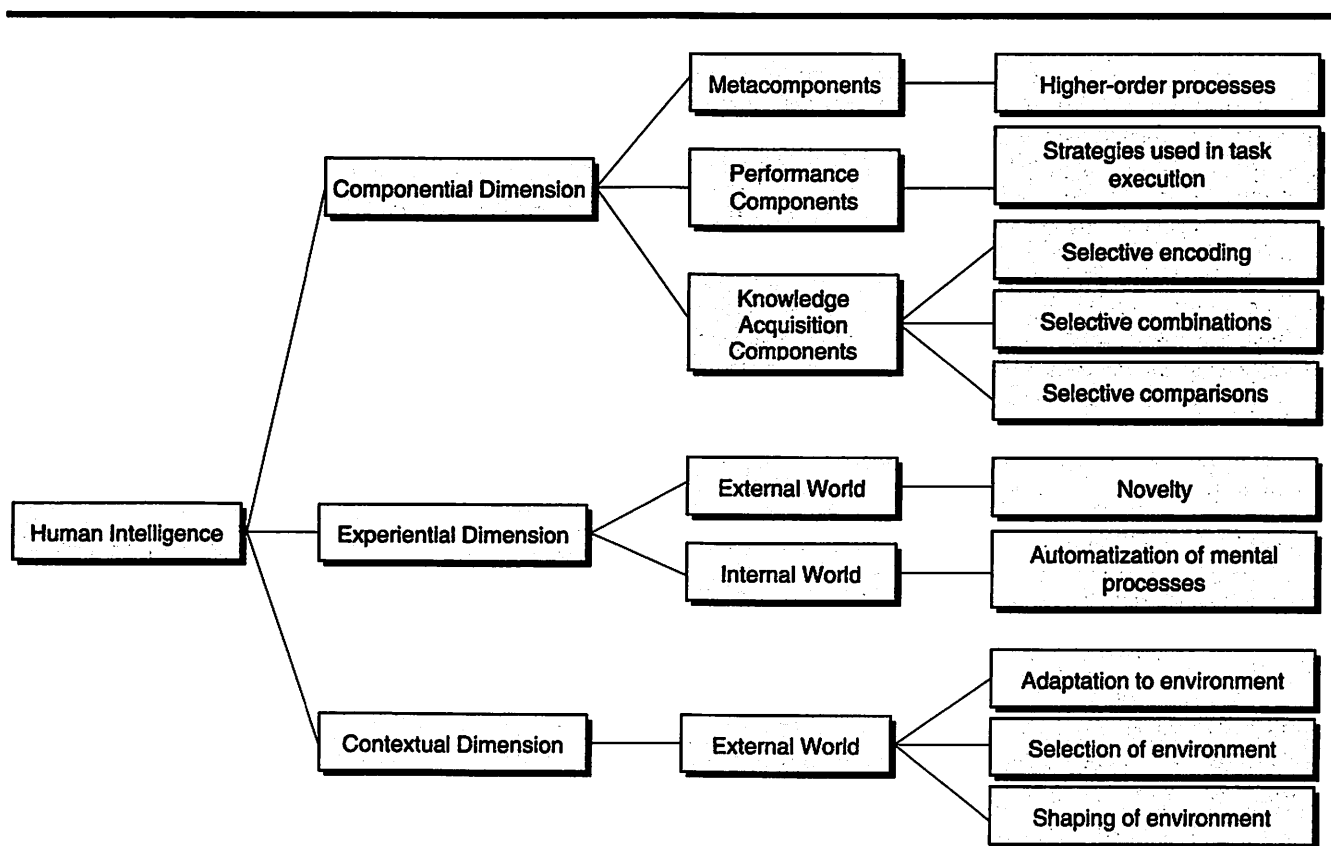 Metacomponents
Higher-order processes
Componential Dimension
Performance
Components
Strategies used in task
execution
Knowledge
Acquisition
Components
Selective encoding
Selective combinations
Selective comparisons
Human Intelligence
Experiential Dimension
External World
Novelty
Internal World
Automatization of mental
processes
Contextual Dimension
External World
Adaptation to environment
Selection of environment
Shaping of environment